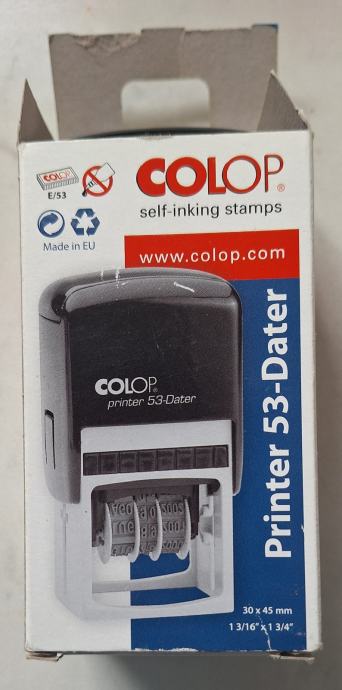 COLOP
E/53
COLOP®
self-inking stamps
Made in EU
www.colop.com
COLOP®
printer 53-Dater
Printer 53-Dater
30 x 45 mm
1 3/16" x 1 3/4"